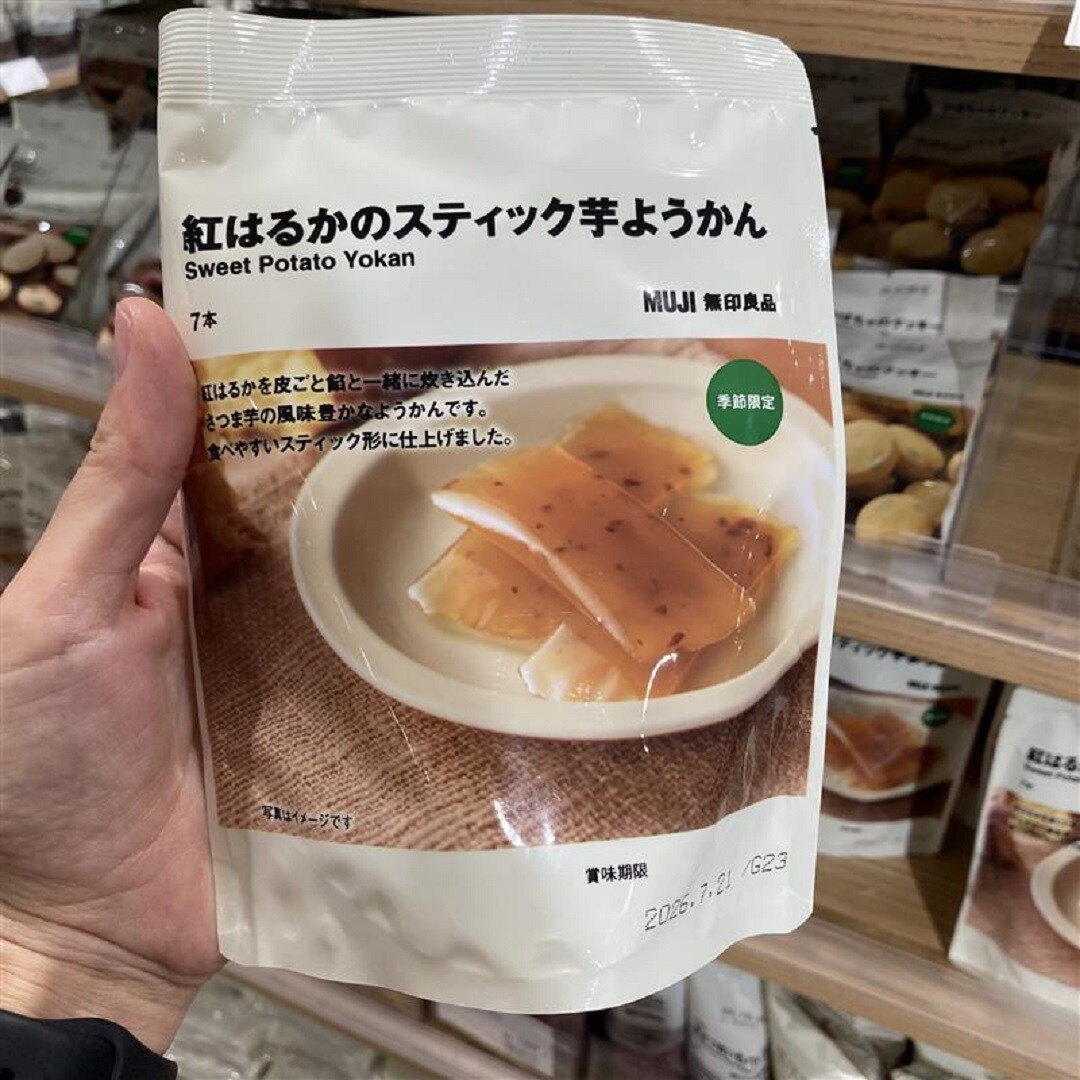 紅はるかのスティック芋ようかん
Sweet Potato Yokan
7本
MUJI 無印良品
紅はるかを皮ごと餡と一緒に炊き込んだ
さつま芋の風味豊かなようかんです。
食べやすいスティック形に仕上げました。
季節限定
写真はイメージです
賞味期限
2026.7.21 /G23
紅はる
Sweet Pota